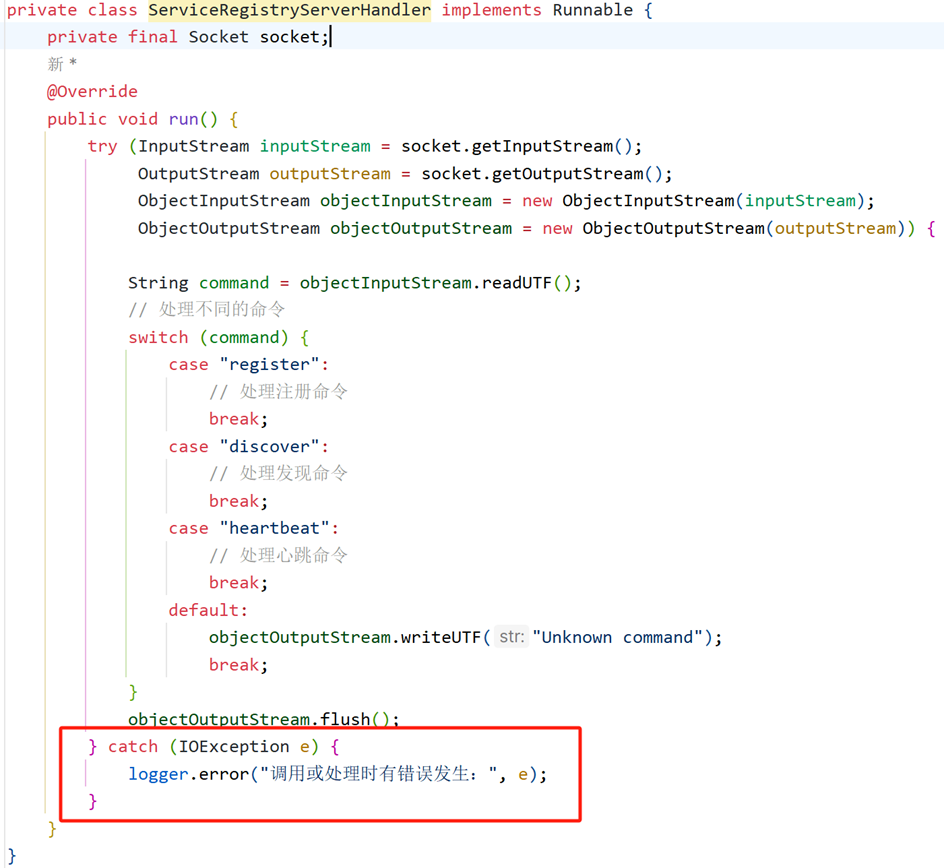 private class ServiceRegistryServerHandler implements Runnable {
    private final Socket socket;
    新 *
    @Override
    public void run() {
        try (InputStream inputStream = socket.getInputStream();
             OutputStream outputStream = socket.getOutputStream();
             ObjectInputStream objectInputStream = new ObjectInputStream(inputStream);
             ObjectOutputStream objectOutputStream = new ObjectOutputStream(outputStream)) {

            String command = objectInputStream.readUTF();
            // 处理不同的命令
            switch (command) {
                case "register":
                    // 处理注册命令
                    break;
                case "discover":
                    // 处理发现命令
                    break;
                case "heartbeat":
                    // 处理心跳命令
                    break;
                default:
                    objectOutputStream.writeUTF( str: "Unknown command");
                    break;
            }
            objectOutputStream.flush();
        } catch (IOException e) {
            logger.error("调用或处理时有错误发生：", e);
        }
    }
}